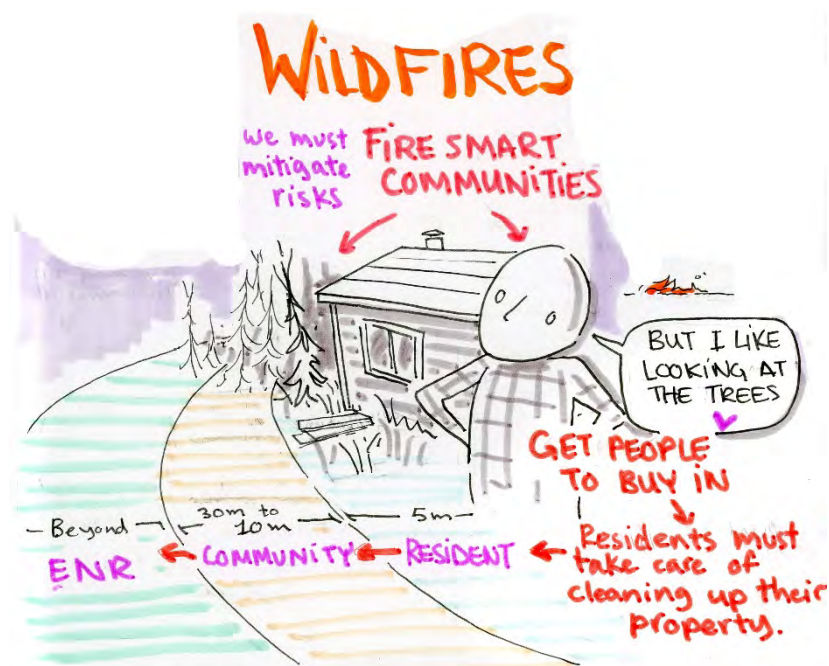 WiLDFIRES
we must
mitigate
risks
FIRE SMART
COMMUNITIES
BUT I LIKE
LOOKING AT
THE TREES
GET PEOPLE
TO BUY IN
Residents must
take care of
cleaning up their
property.
RESIDENT
COMMUNITY
ENR
5m
30m to
10m
Beyond